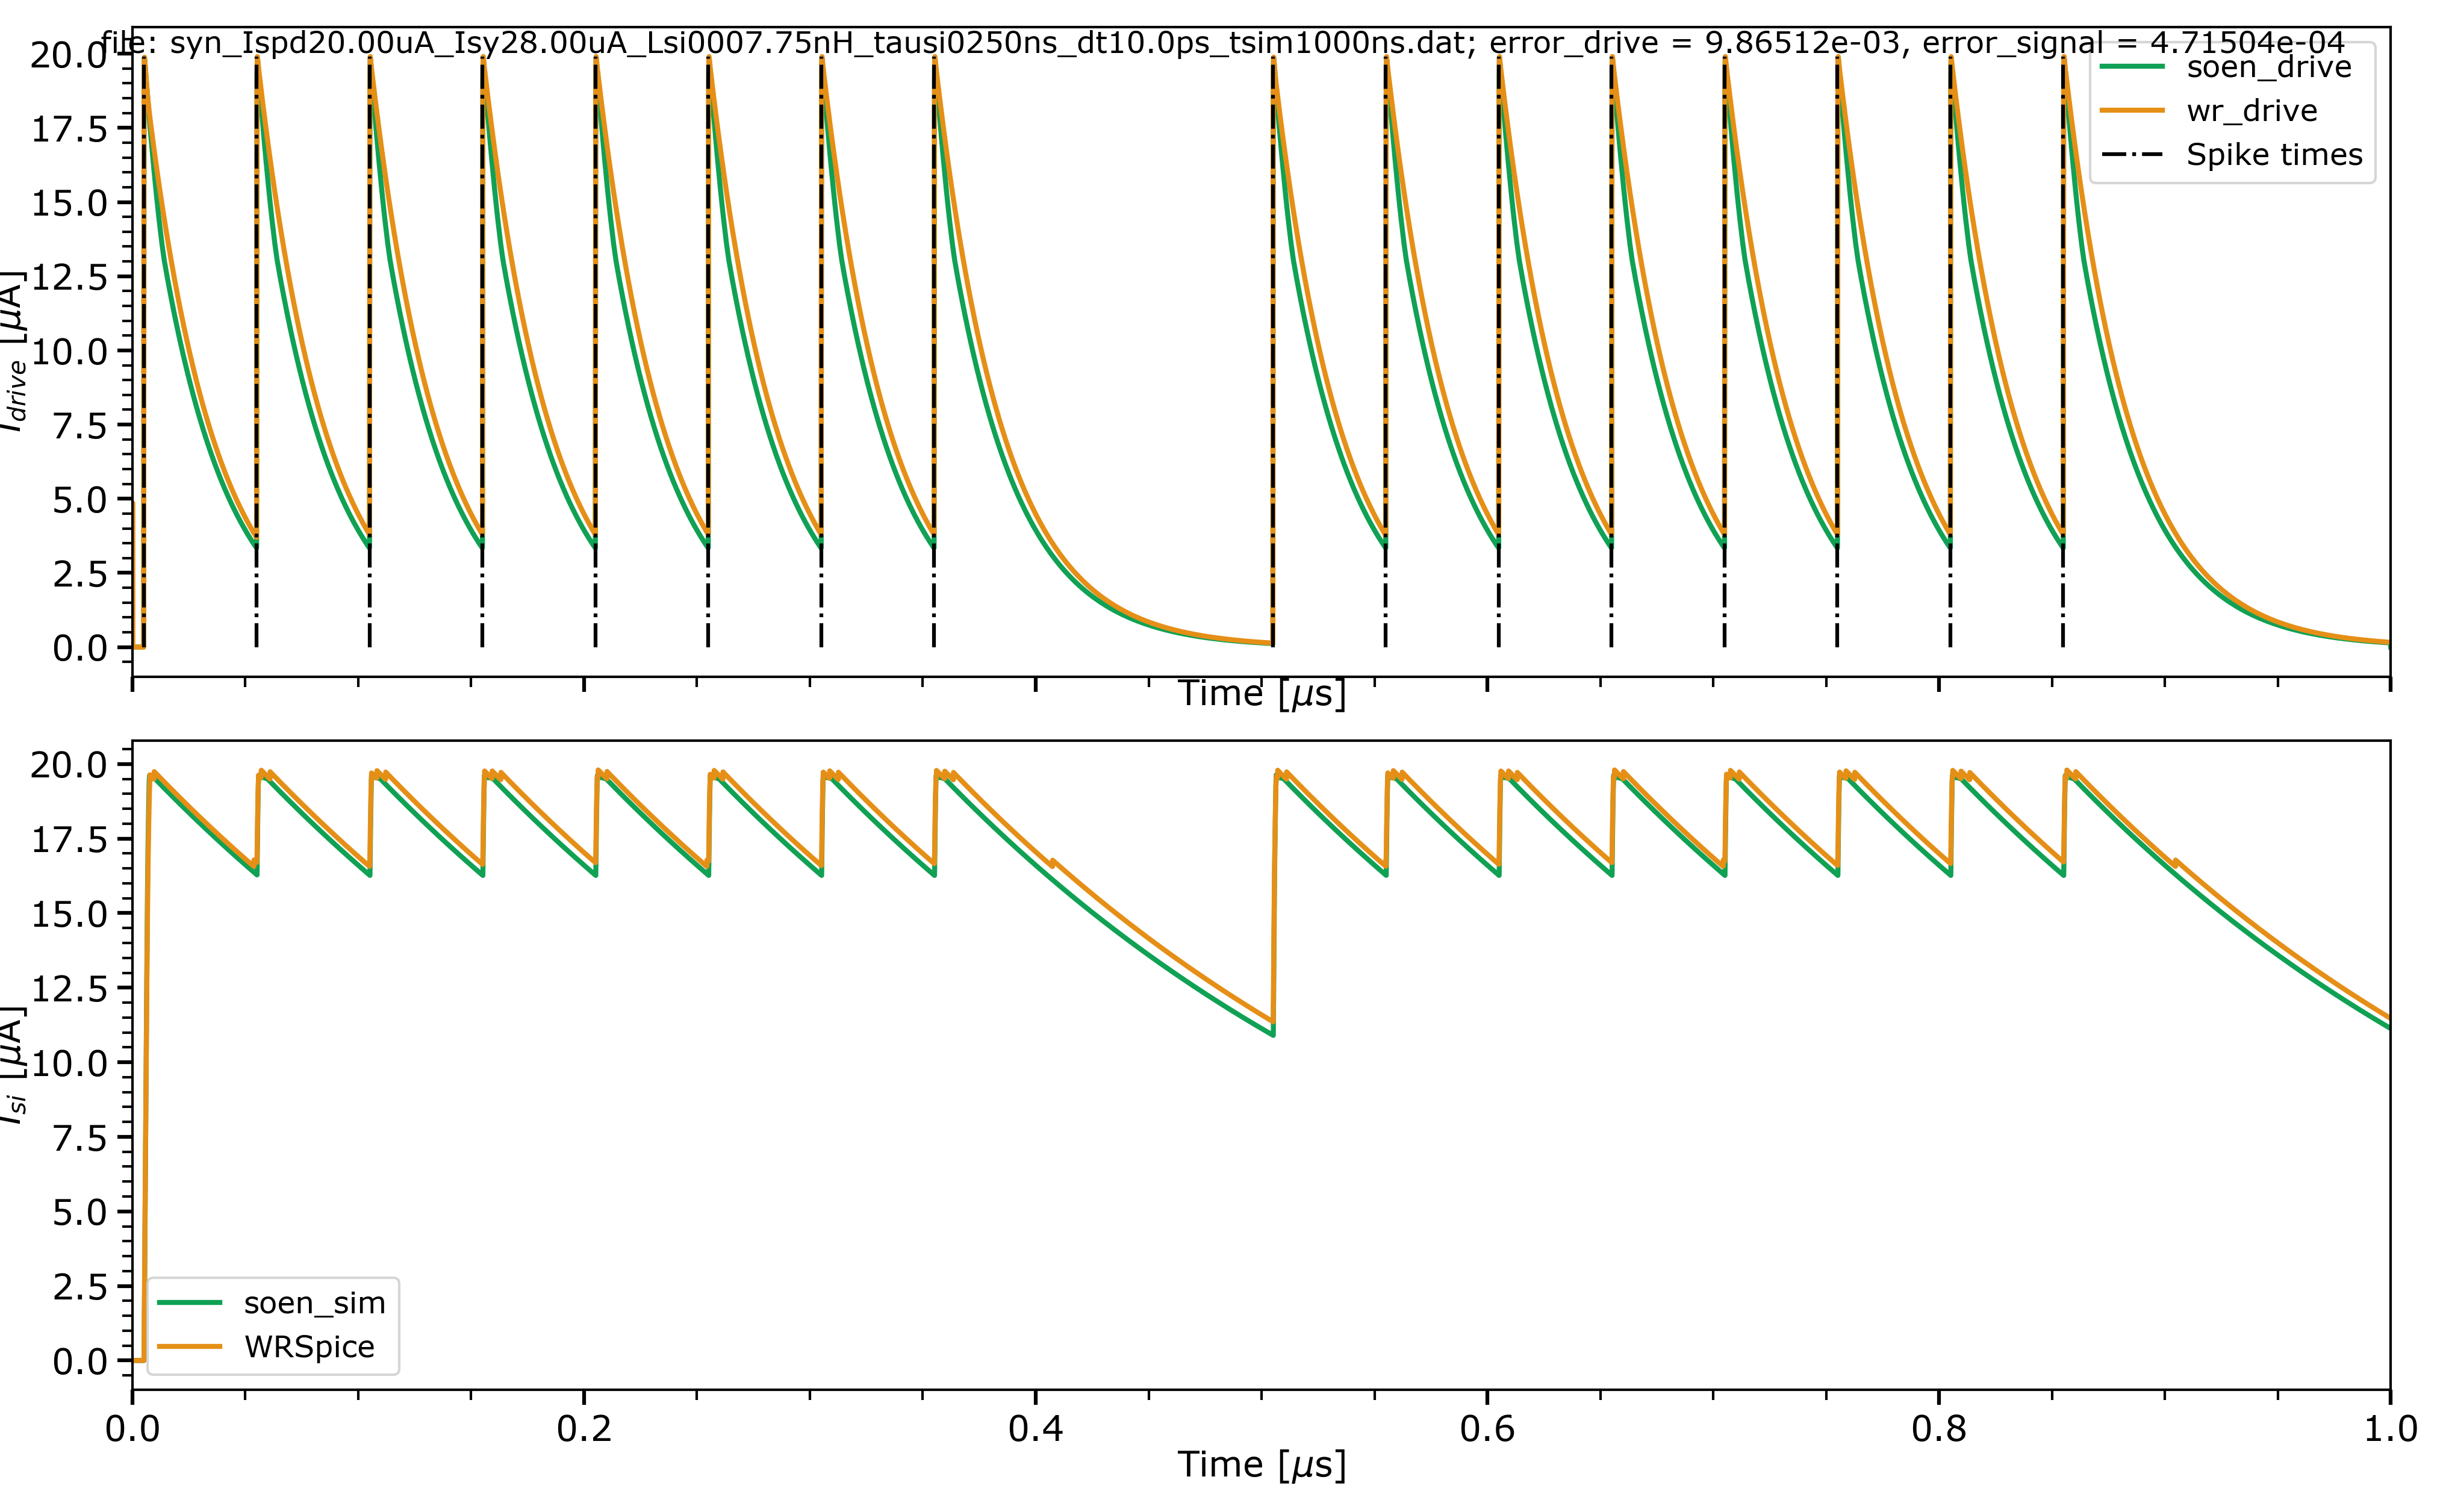 file: syn_Ispd20.00uA_Isy28.00uA_Lsi0007.75nH_tausi0250ns_dt10.0ps_tsim1000ns.dat; error_drive = 9.86512e-03, error_signal = 4.71504e-04
20.0
17.5
15.0
12.5
10.0
7.5
5.0
2.5
0.0
I_drive [μA]
soen_drive
wr_drive
Spike times
Time [μs]
20.0
17.5
15.0
12.5
10.0
7.5
5.0
2.5
0.0
I_si [μA]
soen_sim
WRSpice
0.0 0.2 0.4 0.6 0.8 1.0
Time [μs]